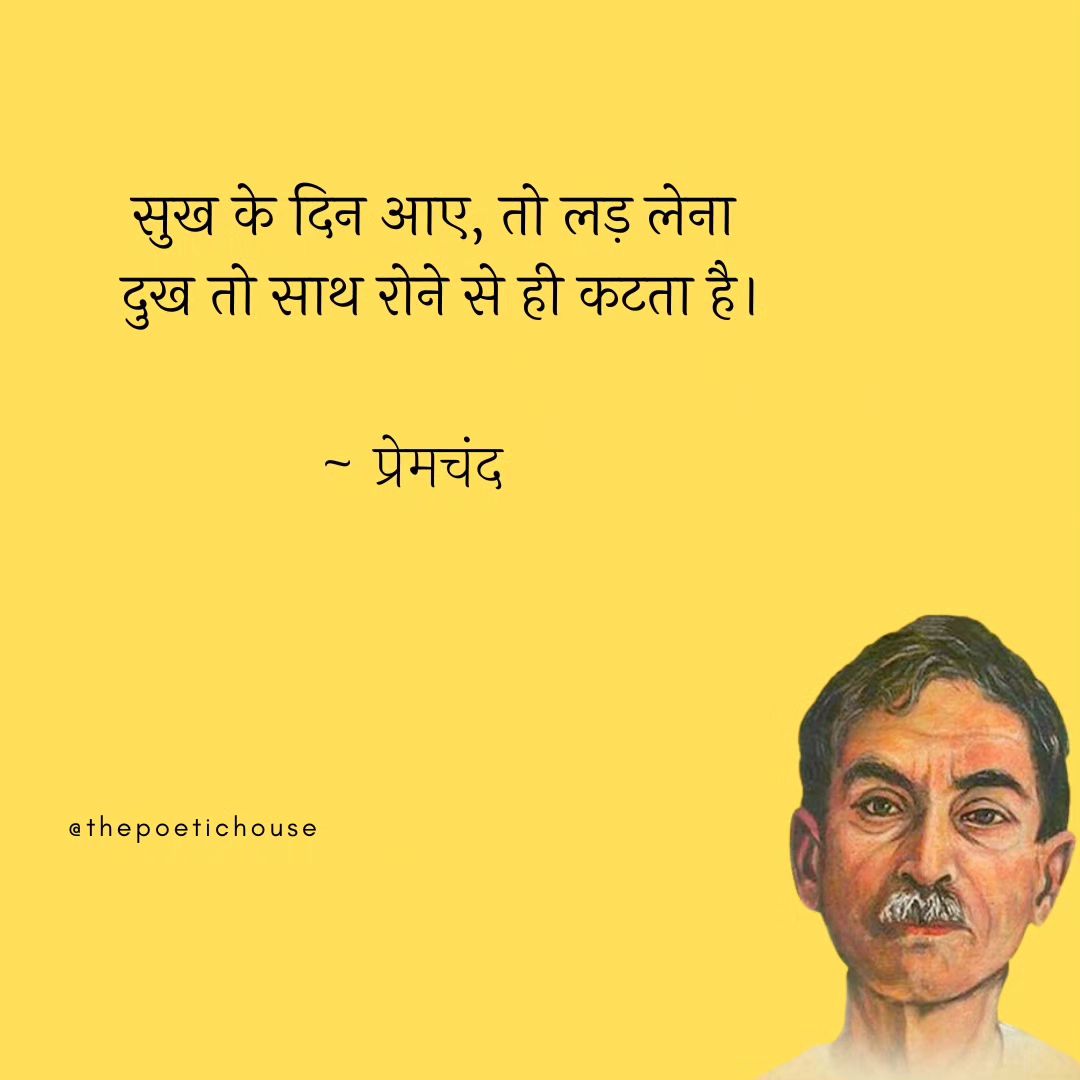 सुख के दिन आए, तो लड़ लेना
दुख तो साथ रोने से ही कटता है।
~ प्रेमचंद
@thepoetichouse